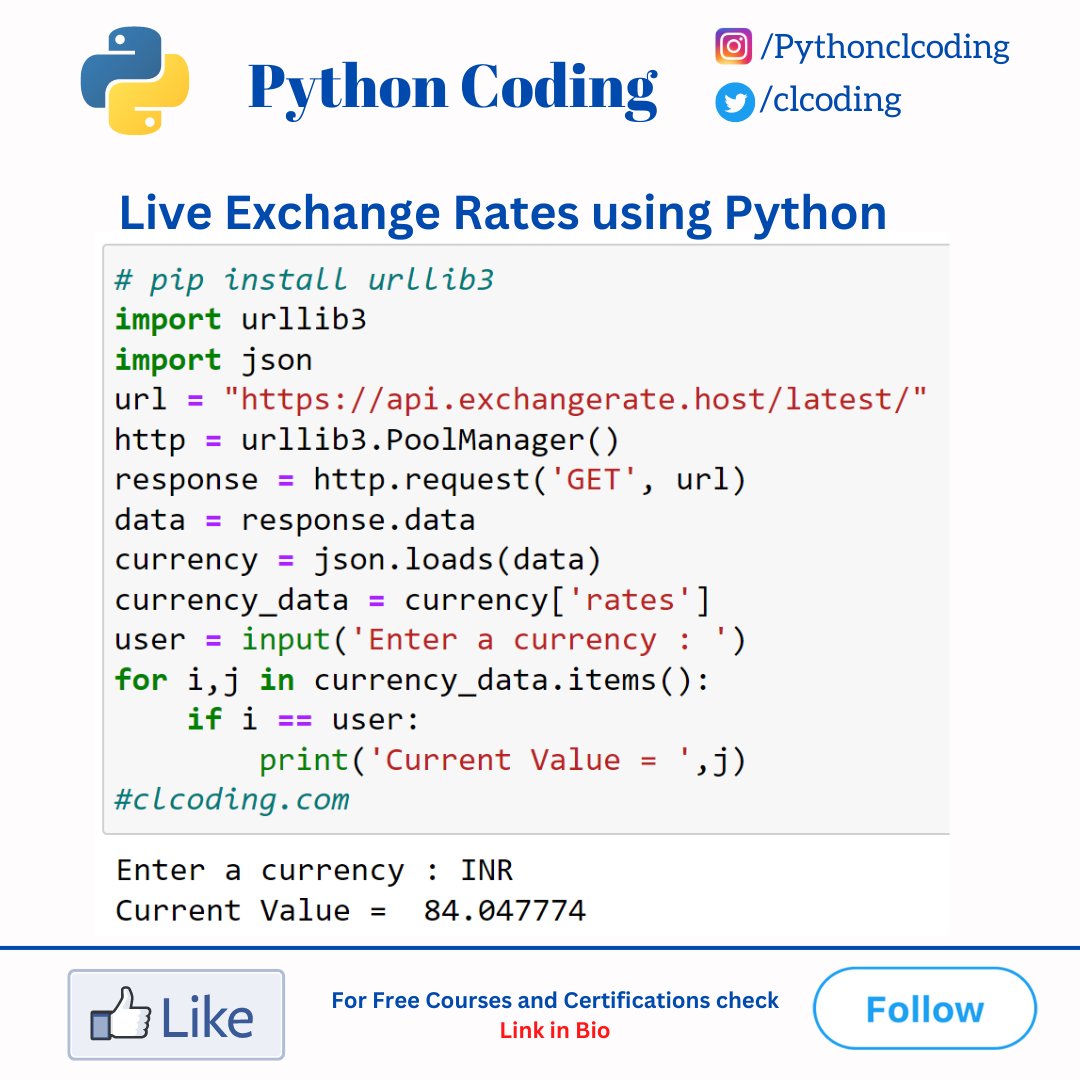 Python Coding
/Pythonclcoding
/clcoding
Live Exchange Rates using Python
# pip install urllib3
import urllib3
import json
url = "https://api.exchangerate.host/latest/"
http = urllib3.PoolManager()
response = http.request('GET', url)
data = response.data
currency = json.loads(data)
currency_data = currency['rates']
user = input('Enter a currency : ')
for i,j in currency_data.items():
    if i == user:
        print('Current Value = ',j)
#clcoding.com
Enter a currency : INR
Current Value =  84.047774
Like
For Free Courses and Certifications check
Link in Bio
Follow